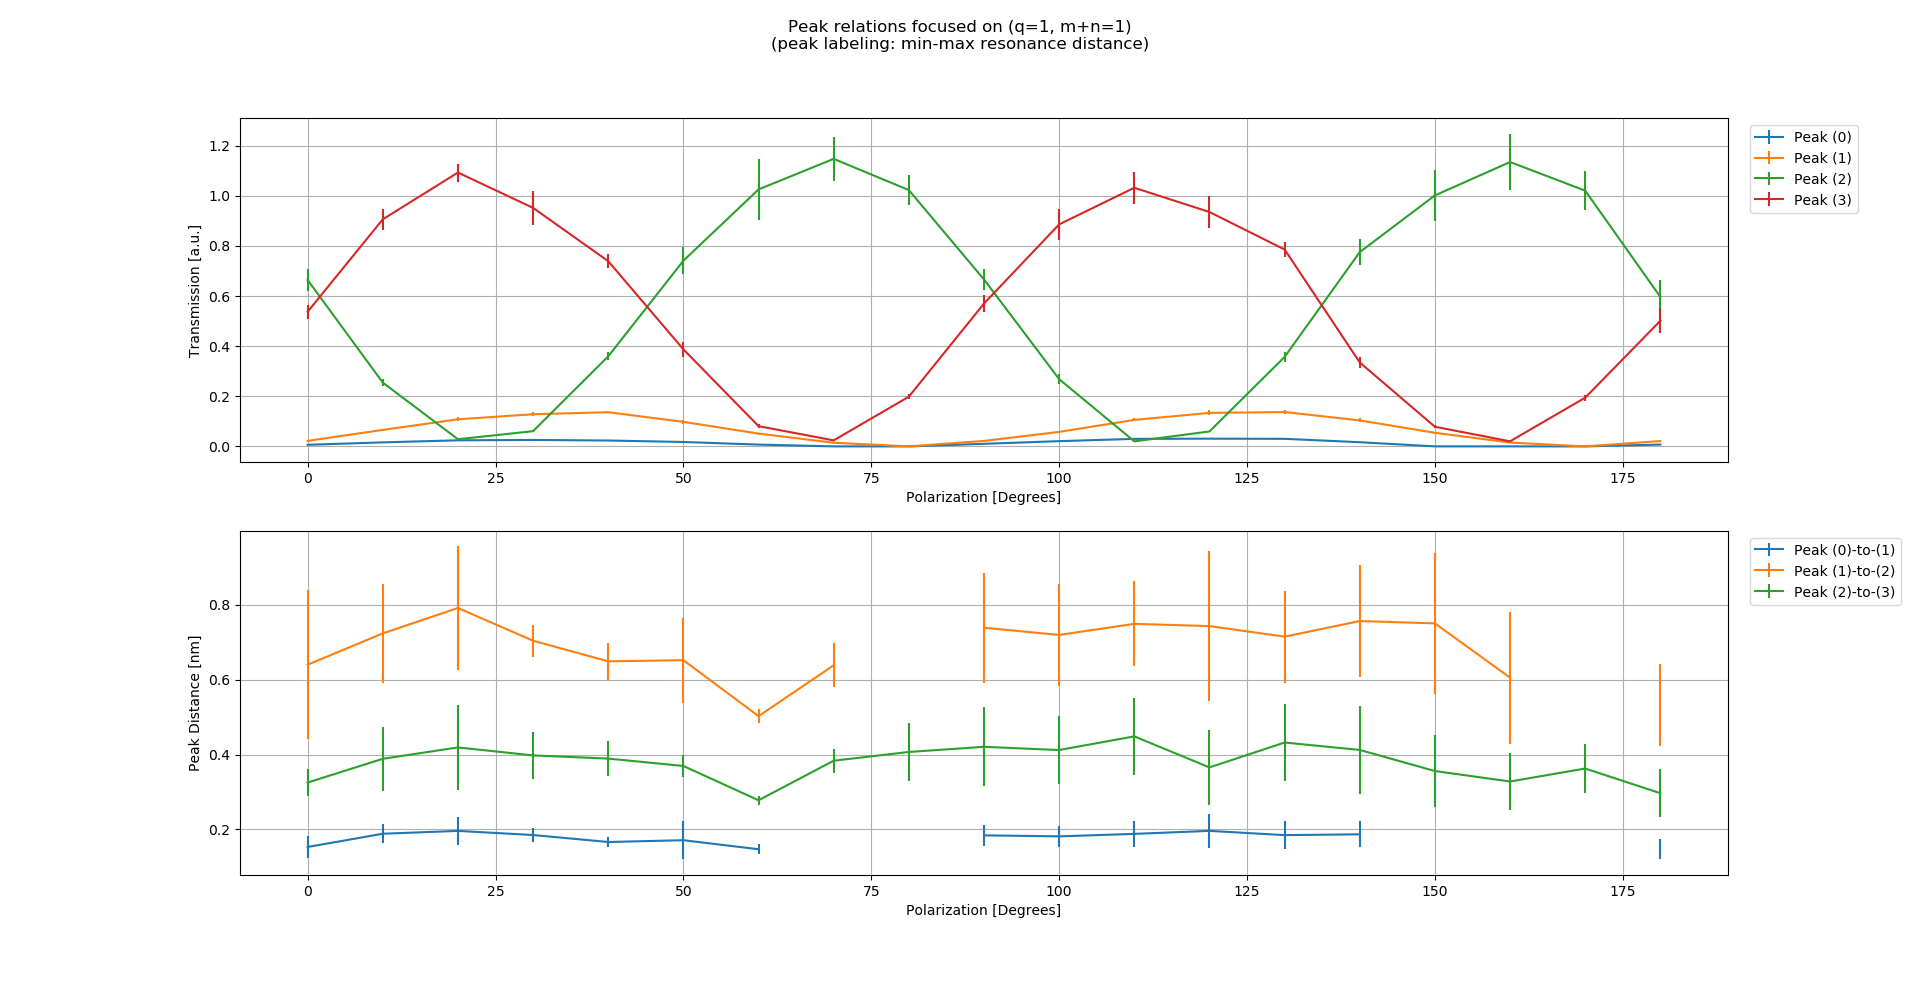 Peak relations focused on (q=1, m+n=1)
(peak labeling: min-max resonance distance)
Transmission [a.u.]
1.2
1.0
0.8
0.6
0.4
0.2
0.0
0 25 50 75 100 125 150 175
Polarization [Degrees]
Peak (0)
Peak (1)
Peak (2)
Peak (3)
Peak Distance [nm]
0.8
0.6
0.4
0.2
0 25 50 75 100 125 150 175
Polarization [Degrees]
Peak (0)-to-(1)
Peak (1)-to-(2)
Peak (2)-to-(3)